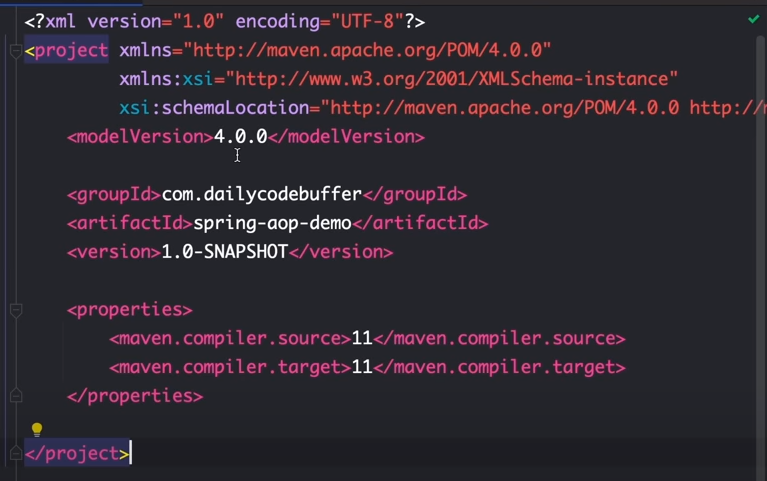 <?xml version="1.0" encoding="UTF-8"?>
<project xmlns="http://maven.apache.org/POM/4.0.0"
xmlns:xsi="http://www.w3.org/2001/XMLSchema-instance"
xsi:schemaLocation="http://maven.apache.org/POM/4.0.0 http://
<modelVersion>4.0.0</modelVersion>
<groupId>com.dailycodebuffer</groupId>
<artifactId>spring-aop-demo</artifactId>
<version>1.0-SNAPSHOT</version>
<properties>
<maven.compiler.source>11</maven.compiler.source>
<maven.compiler.target>11</maven.compiler.target>
</properties>
</project>